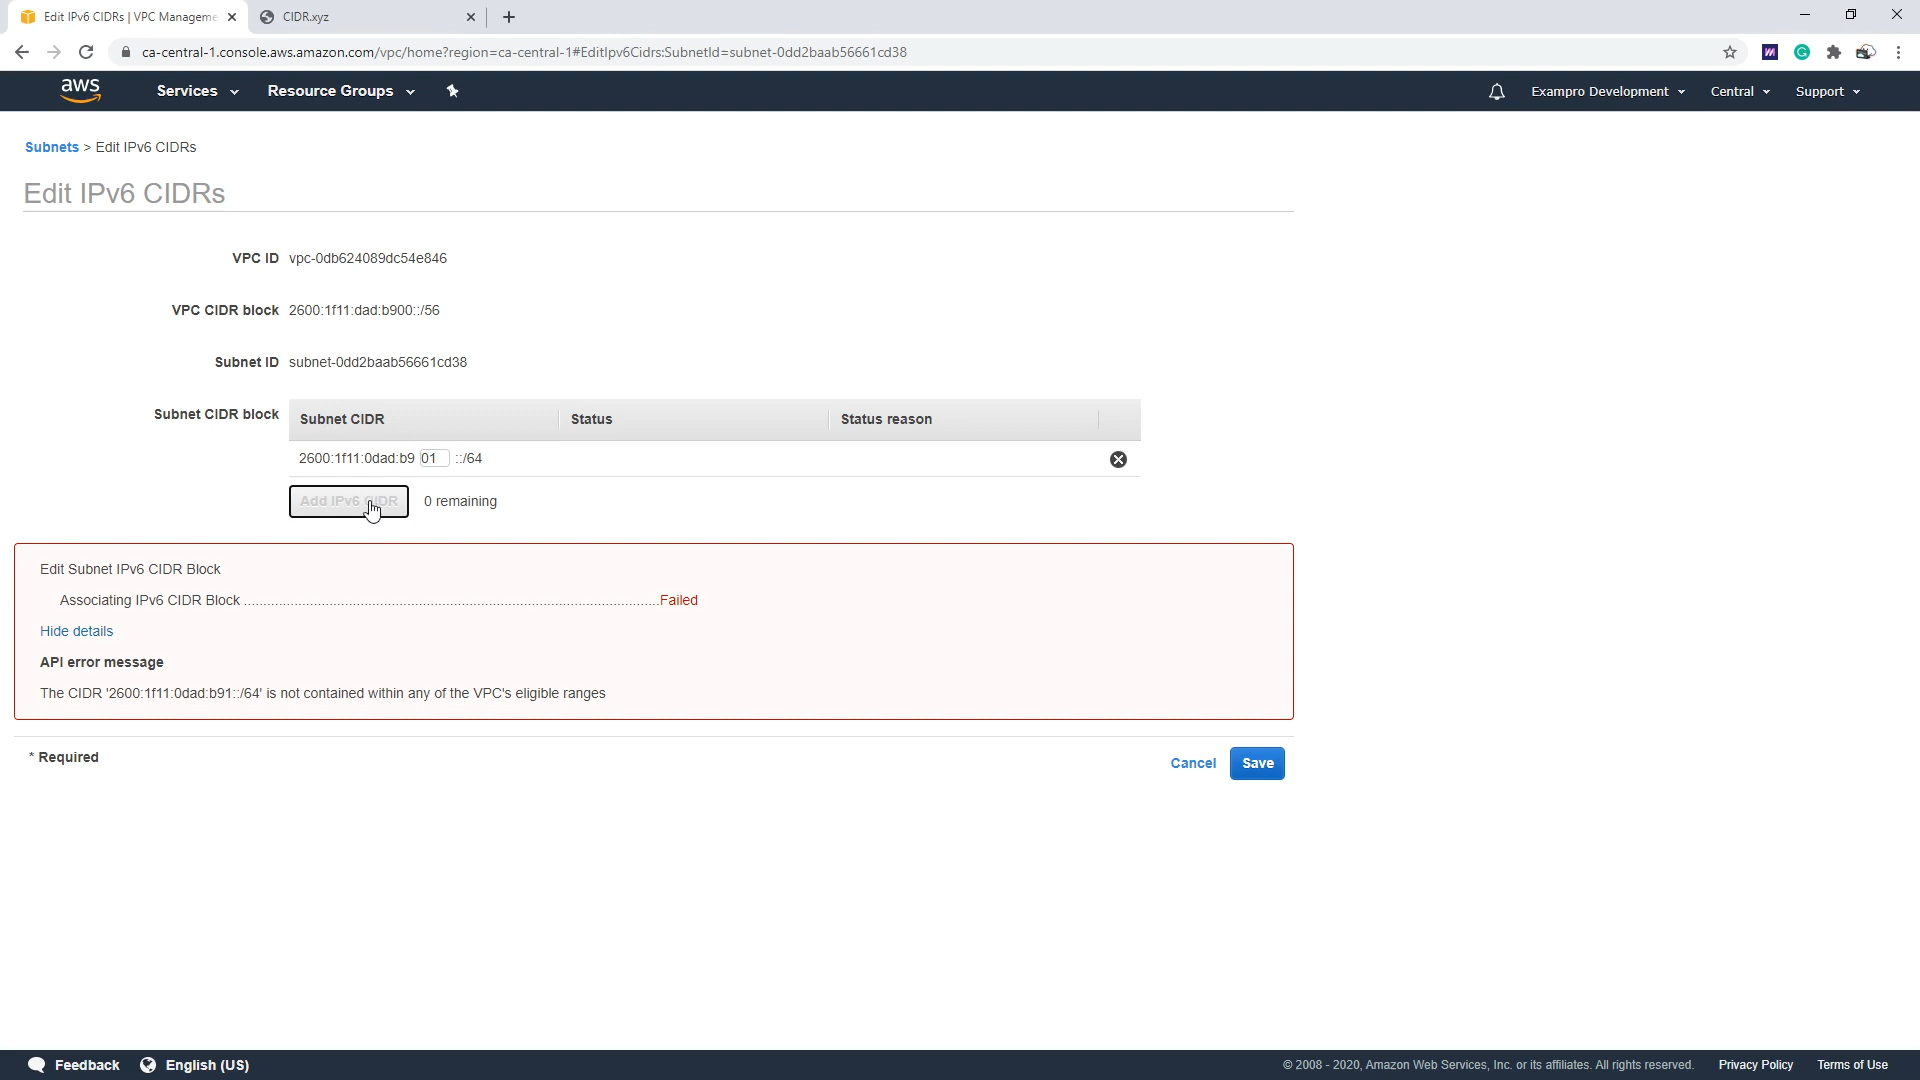 Edit IPv6 CIDRs | VPC Manageme
CIDR.xyz
ca-central-1.console.aws.amazon.com/vpc/home?region=ca-central-1#EditIpv6Cidrs:SubnetId=subnet-0dd2baab56661cd38
aws
Services
Resource Groups
Exampro Development
Central
Support
Subnets > Edit IPv6 CIDRs
Edit IPv6 CIDRs
VPC ID vpc-0db624089dc54e846
VPC CIDR block 2600:1f11:dad:b900::/56
Subnet ID subnet-0dd2baab56661cd38
Subnet CIDR block
Subnet CIDR
Status
Status reason
2600:1f11:0dad:b9 01 ::/64
Add IPv6 CIDR
0 remaining
Edit Subnet IPv6 CIDR Block
Associating IPv6 CIDR Block ........................................................................................................ Failed
Hide details
API error message
The CIDR '2600:1f11:0dad:b91::/64' is not contained within any of the VPC's eligible ranges
* Required
Cancel
Save
Feedback
English (US)
© 2008 - 2020, Amazon Web Services, Inc. or its affiliates. All rights reserved.
Privacy Policy
Terms of Use